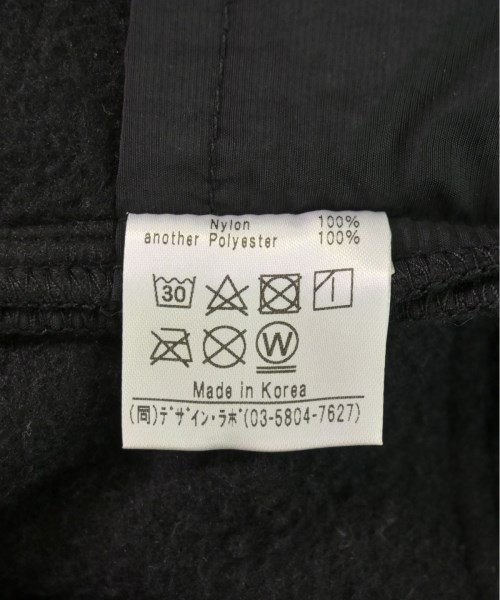 Nylon 100%
another Polyester 100%
30
W
Made in Korea
(同)デザイン・ラボ(03-5804-7627)